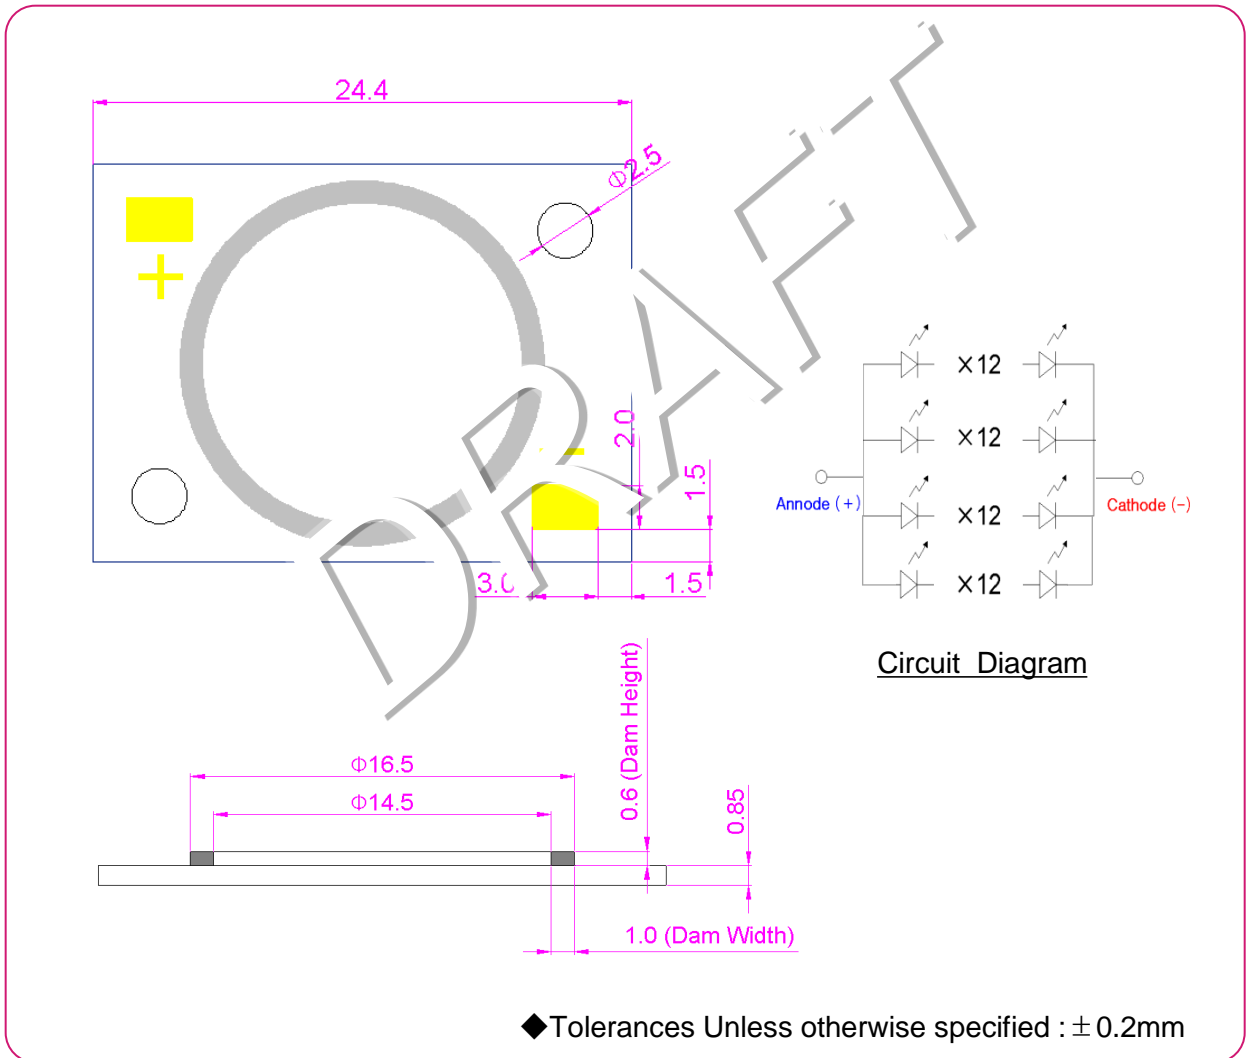 24.4
Φ2.5
+
2.0
1.5
3.0
1.5
DRAFT
×12
×12
×12
×12
Annode (+)
Cathode (-)
Circuit Diagram
Φ16.5
Φ14.5
0.6 (Dam Height)
0.85
1.0 (Dam Width)
◆Tolerances Unless otherwise specified : ±0.2mm